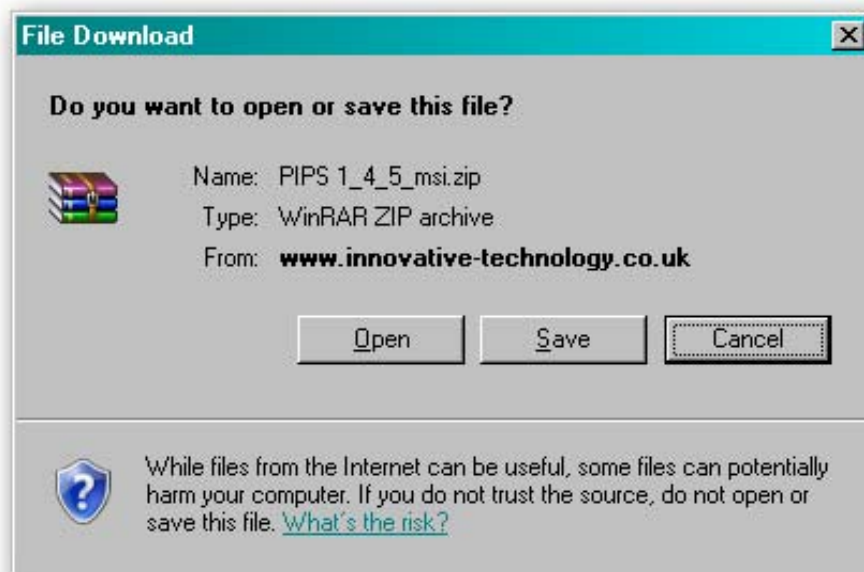 File Download
Do you want to open or save this file?
Name: PIPS 1_4_5_msi.zip
Type: WinRAR ZIP archive
From: www.innovative-technology.co.uk
Open Save Cancel
While files from the Internet can be useful, some files can potentially
harm your computer. If you do not trust the source, do not open or
save this file. What's the risk?